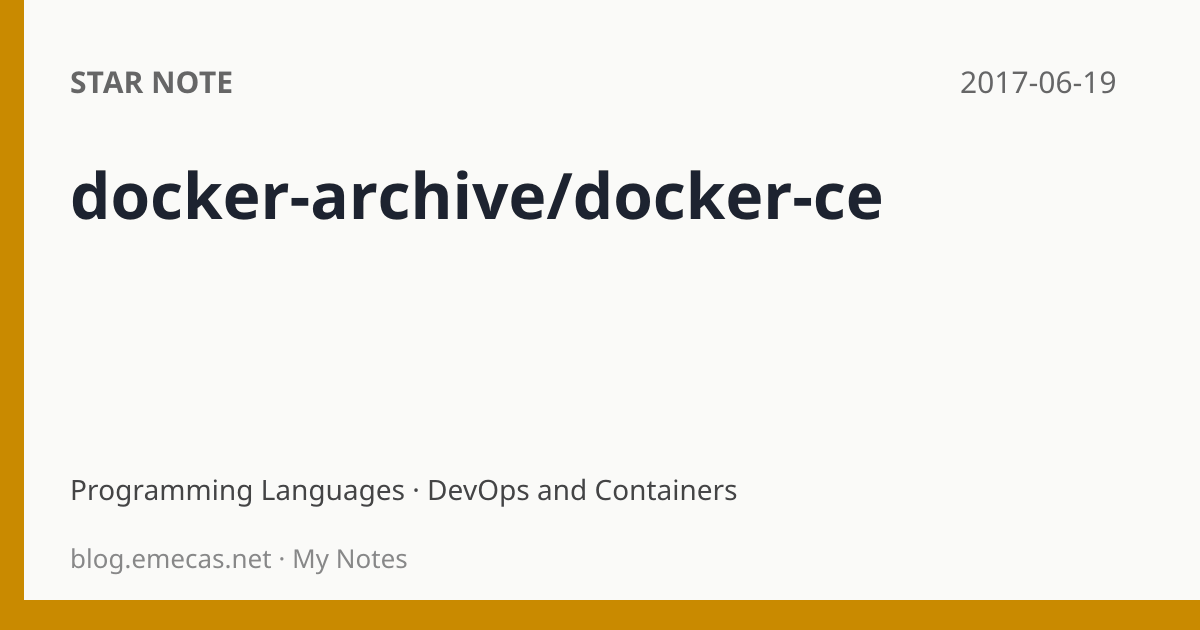 STAR NOTE
2017-06-19
docker-archive/docker-ce
Programming Languages · DevOps and Containers
blog.emecas.net · My Notes